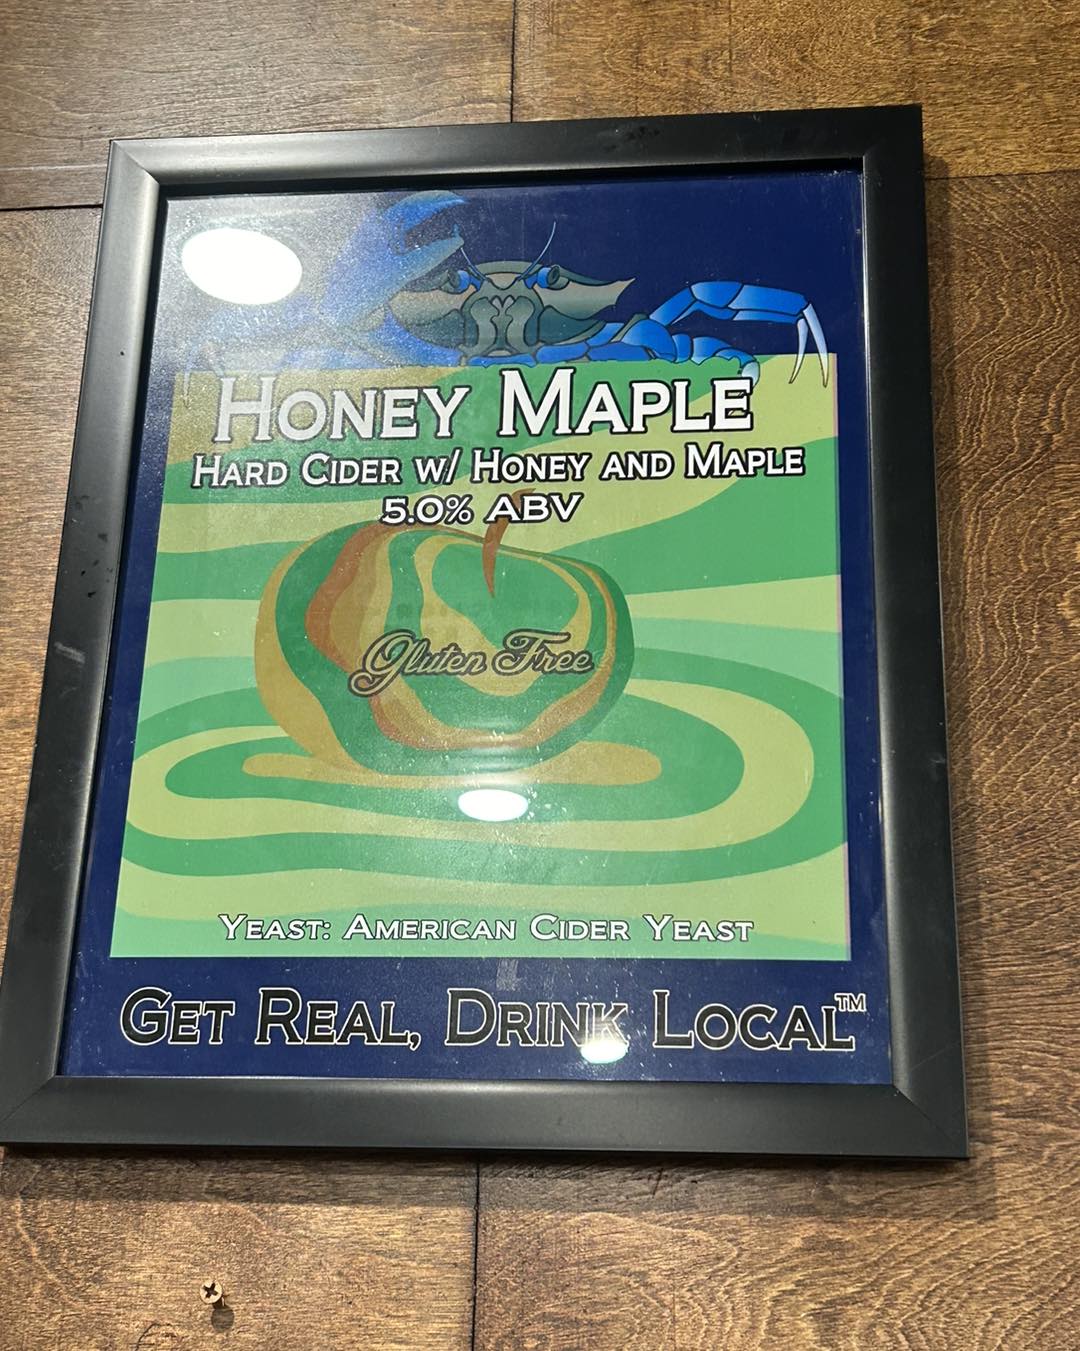 Honey Maple
Hard Cider w/ Honey and Maple
5.0% ABV
Gluten Free
Yeast: American Cider Yeast
Get Real, Drink Local™